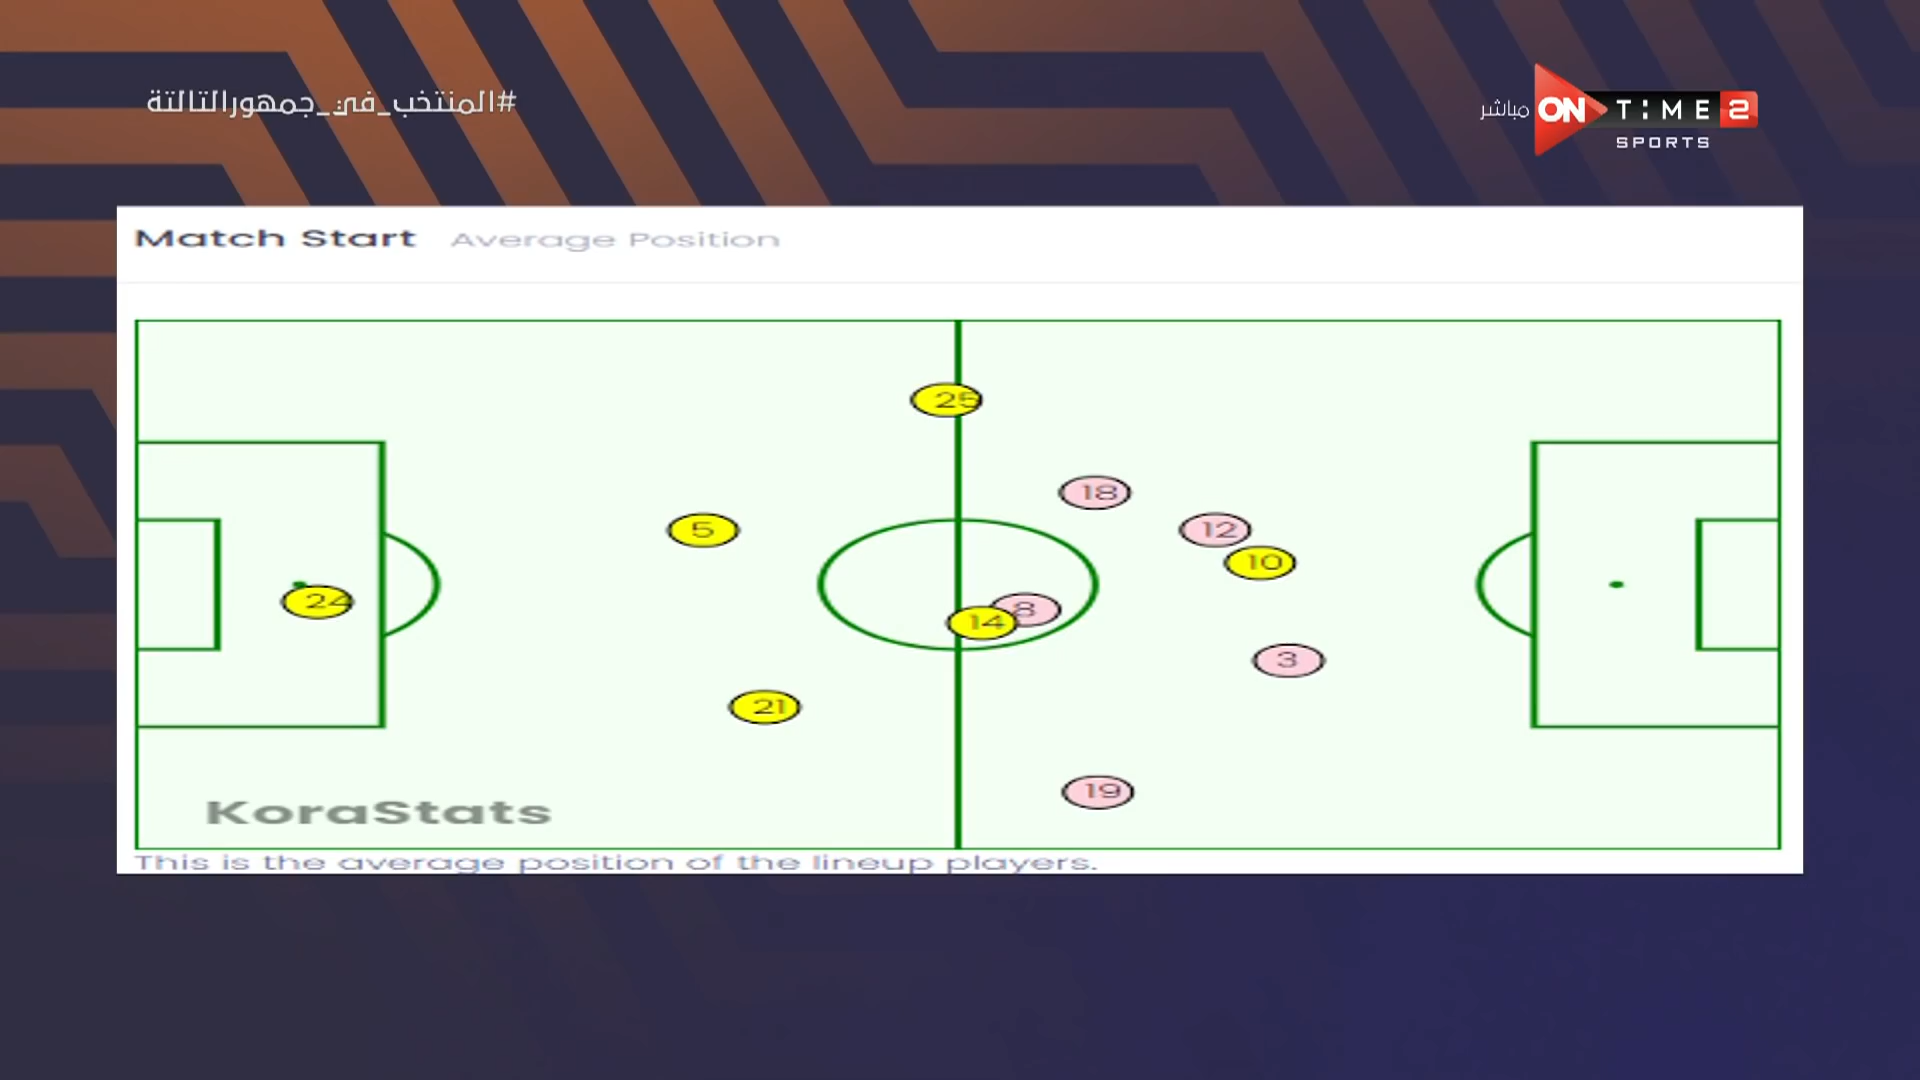 #المنتخب_في_جمهورالتالتة
مباشر ON TIME 2
SPORTS
Match Start Average Position
25
18
5
12
10
24
8
14
3
21
19
KoraStats
This is the average position of the lineup players.